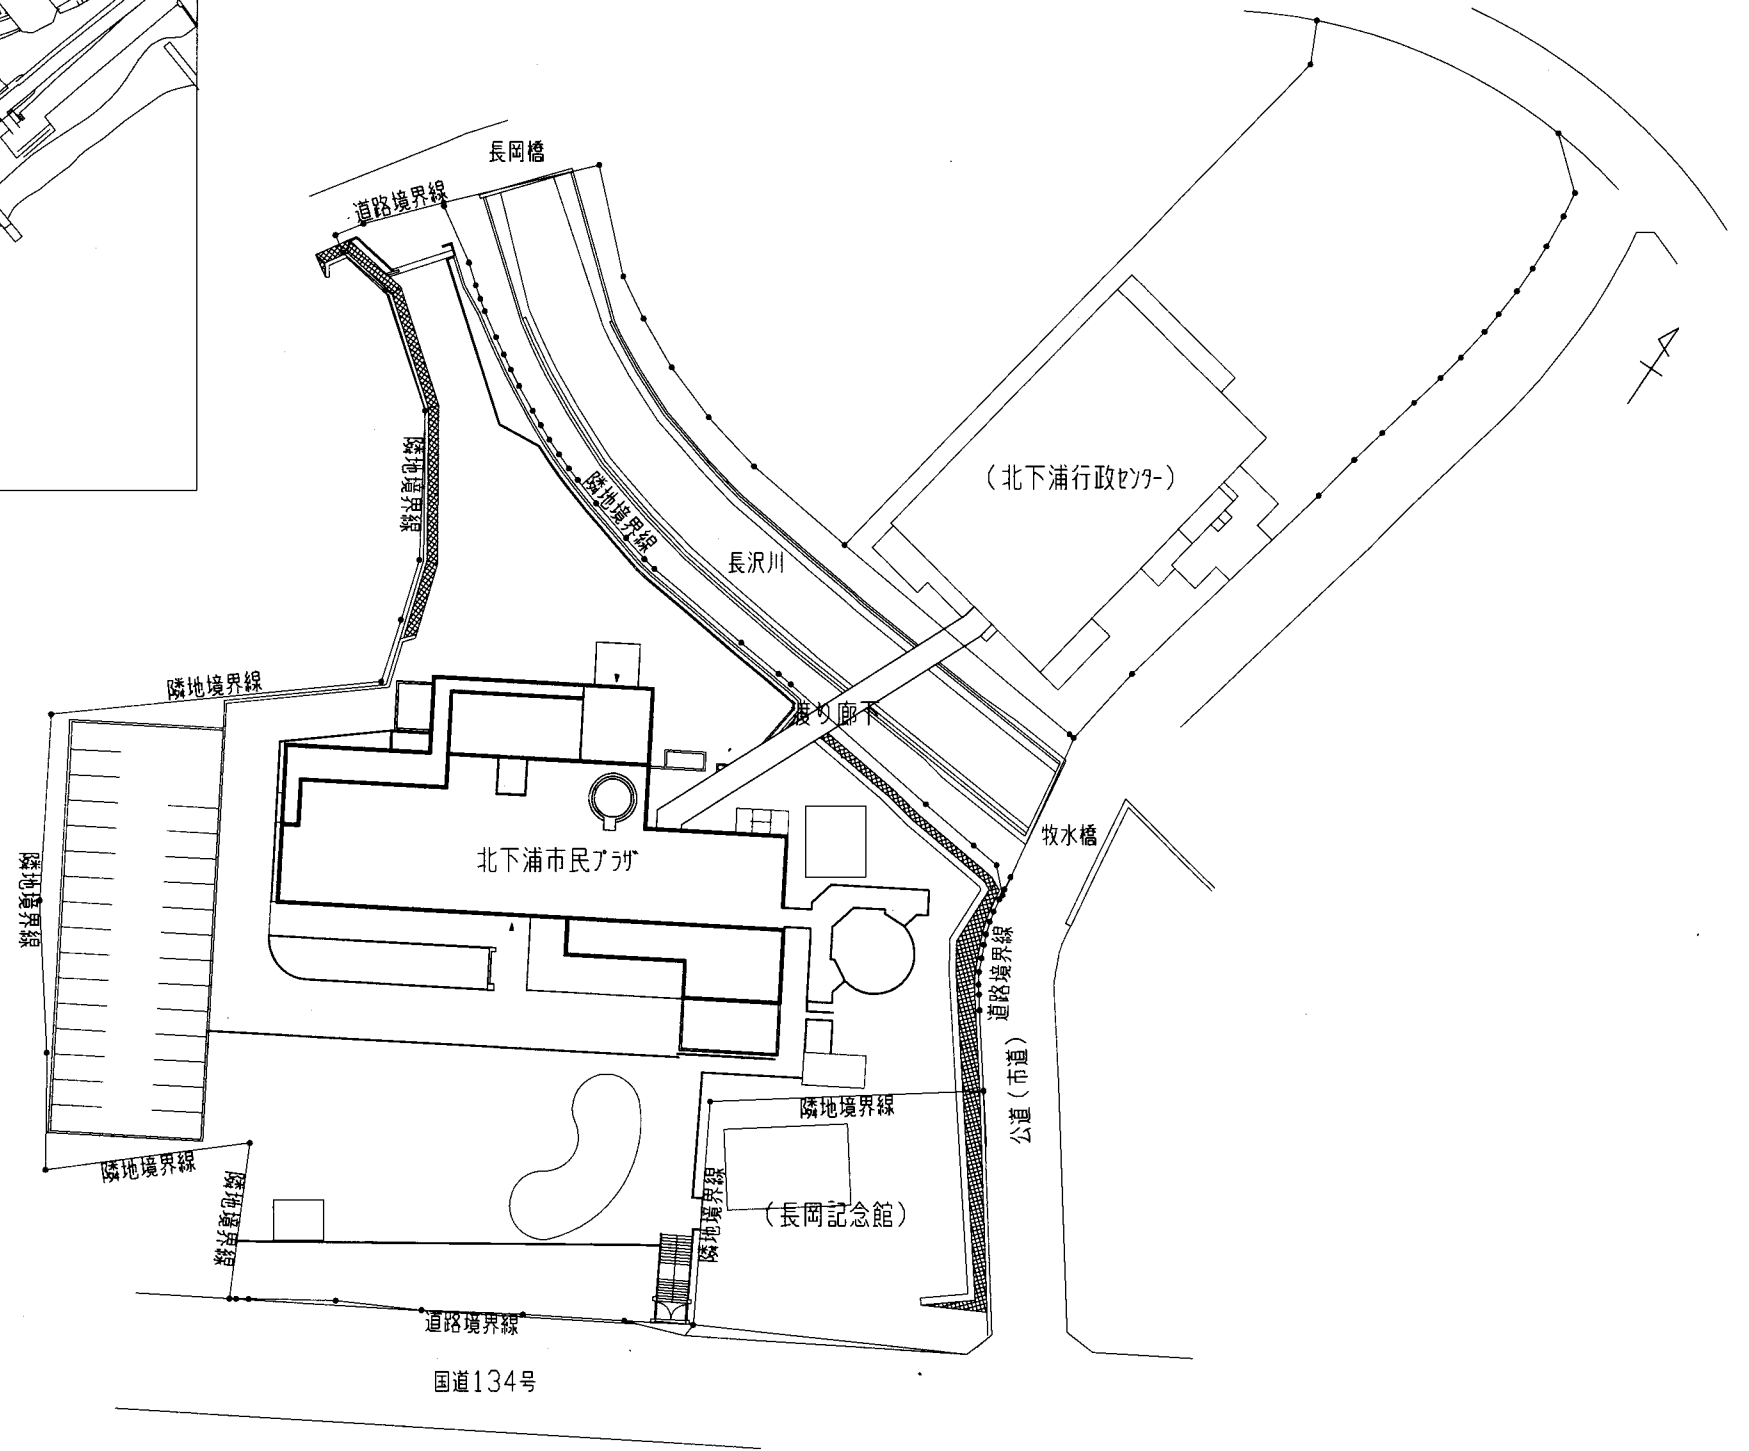 長岡橋
道路境界線
隣地境界線
隣地境界線
(北下浦行政ｾﾝﾀｰ)
長沢川
隣地境界線
渡り廊下
牧水橋
北下浦市民ﾌﾟﾗｻﾞ
隣地境界線
道路境界線
公道(市道)
隣地境界線
隣地境界線
隣地境界線
隣地境界線
(長岡記念館)
道路境界線
国道134号